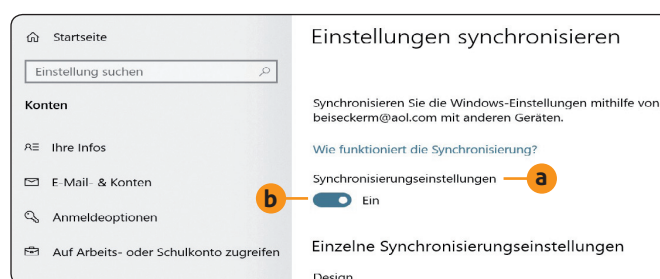 Startseite
Einstellung suchen
Konten
Ihre Infos
E-Mail- & Konten
Anmeldeoptionen
Auf Arbeits- oder Schulkonto zugreifen
Einstellungen synchronisieren
Synchronisieren Sie die Windows-Einstellungen mithilfe von
beiseckerm@aol.com mit anderen Geräten.
Wie funktioniert die Synchronisierung?
Synchronisierungseinstellungen a
b Ein
Einzelne Synchronisierungseinstellungen
Design